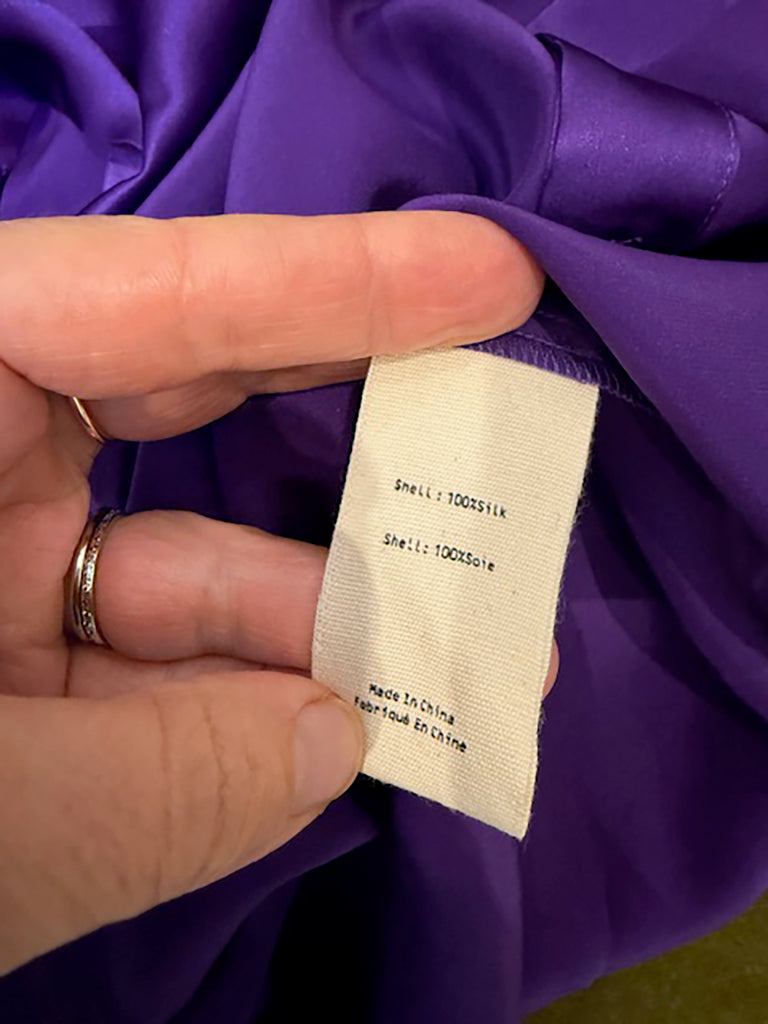 Shell: 100%Silk
Shell: 100%Soie
Made In China
Fabriqué En Chine